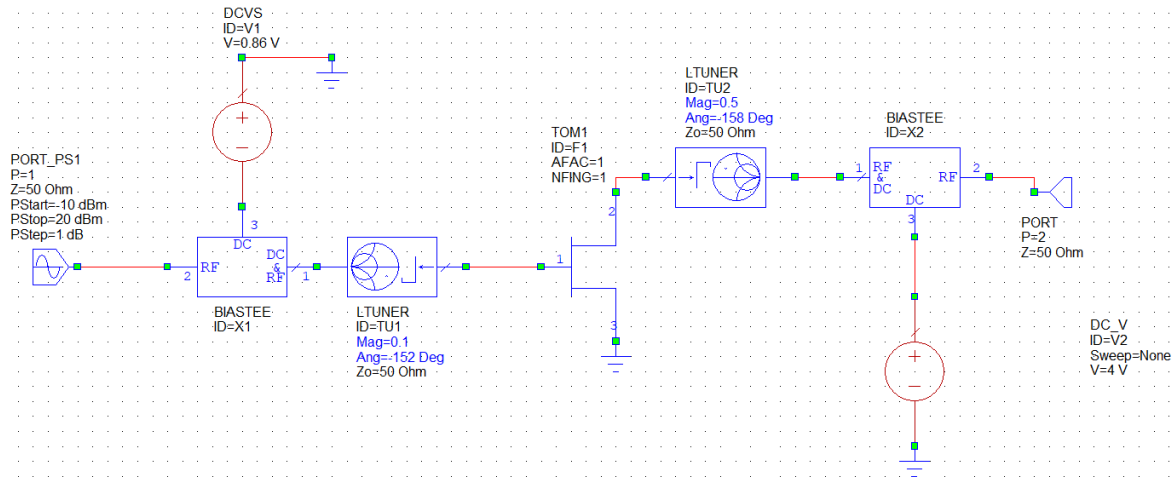 DCVS
ID=V1
V=0.86 V
PORT_PS1
P=1
Z=50 Ohm
PStart=-10 dBm
PStop=20 dBm
PStep=1 dB
3
DC
RF
DC
&
RF
2
1
BIASTEE
ID=X1
LTUNER
ID=TU1
Mag=0.1
Ang=-152 Deg
Zo=50 Ohm
TOM1
ID=F1
AFAC=1
NFING=1
1
2
3
LTUNER
ID=TU2
Mag=0.5
Ang=-158 Deg
Zo=50 Ohm
BIASTEE
ID=X2
1
RF
&
DC
RF
2
DC
3
PORT
P=2
Z=50 Ohm
DC_V
ID=V2
Sweep=None
V=4 V